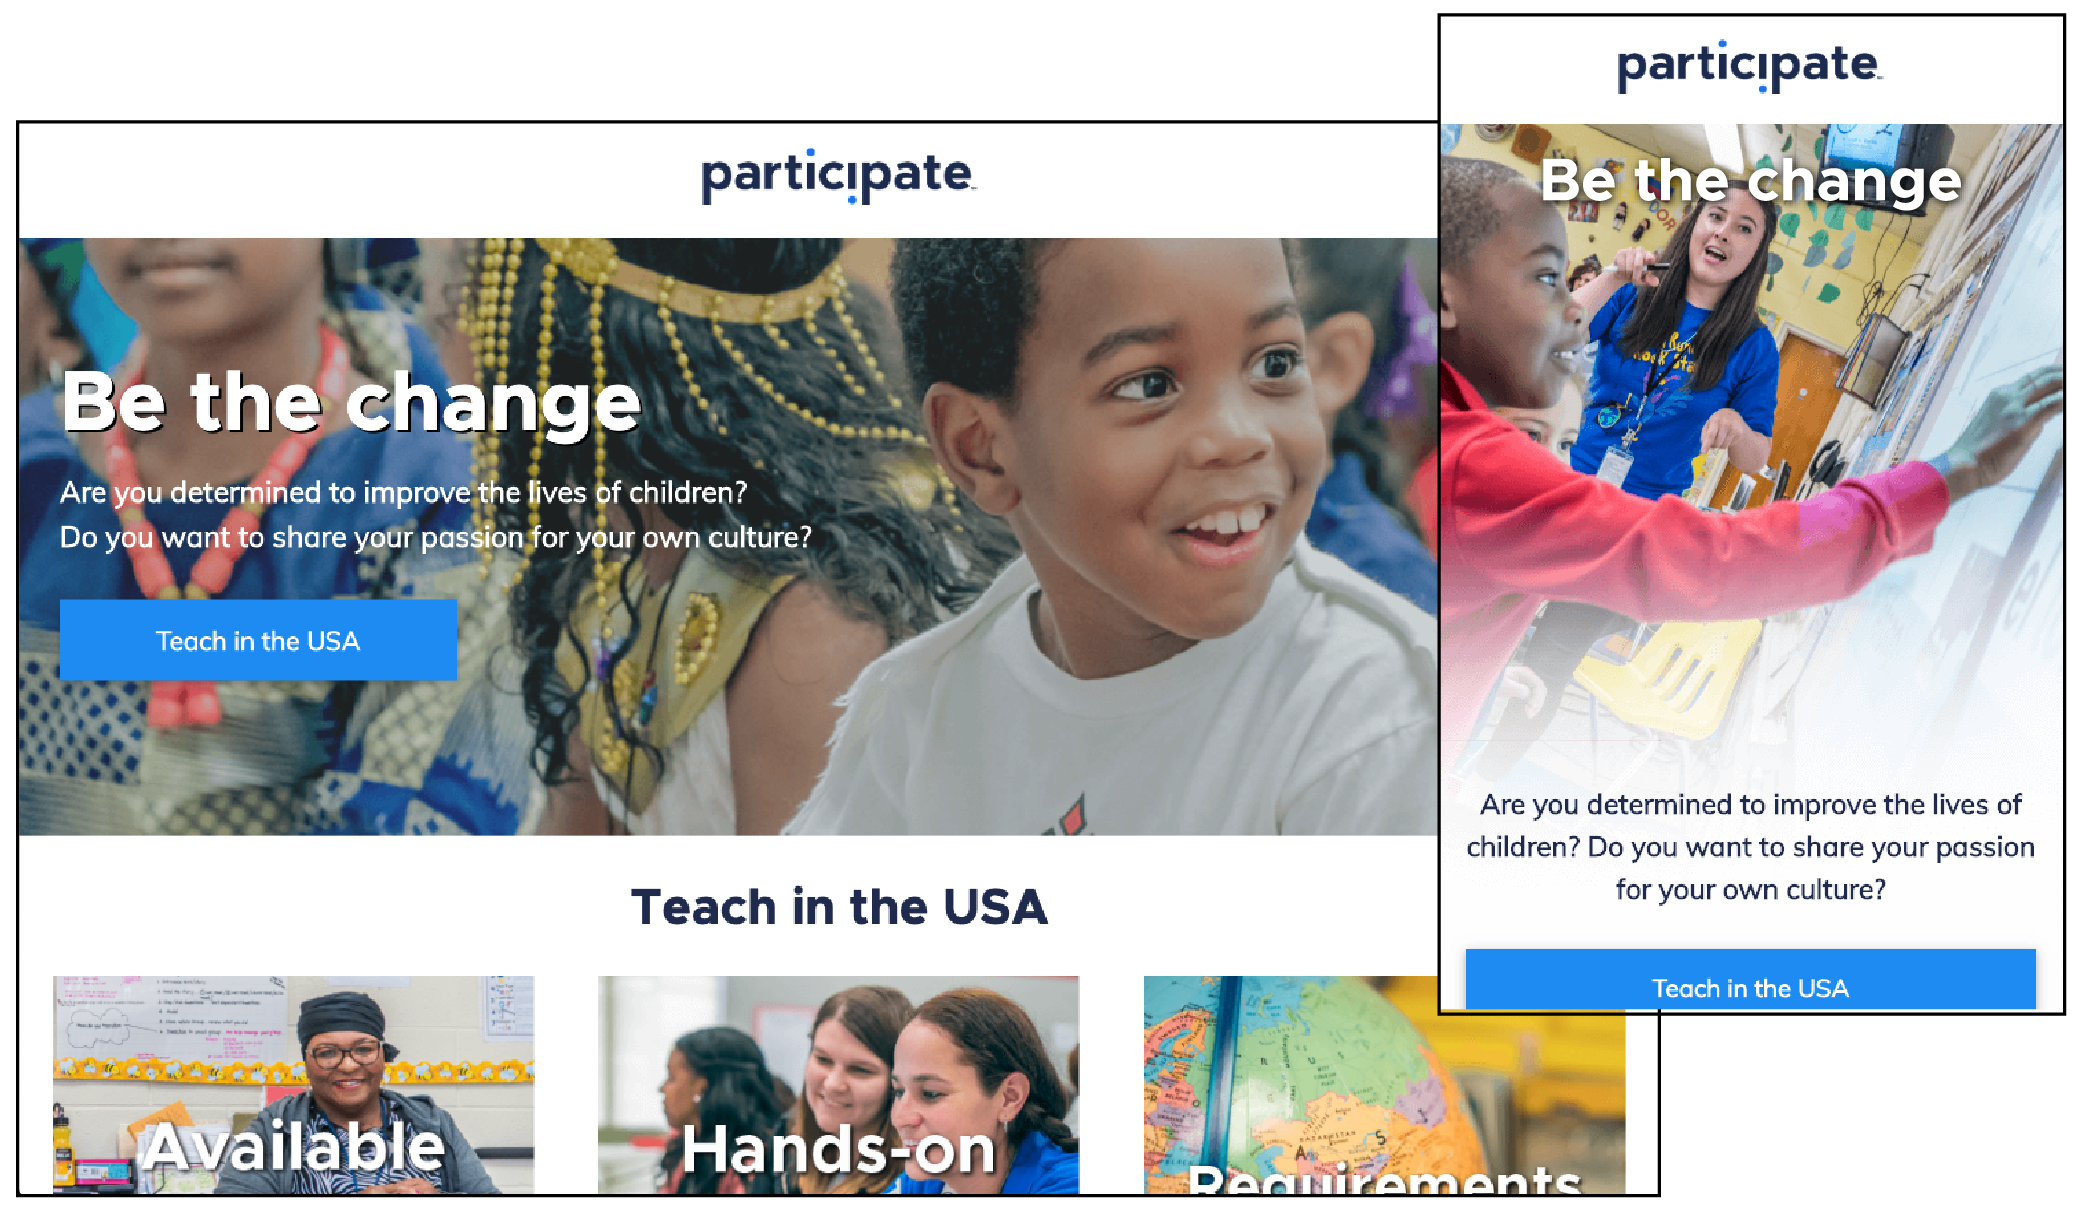 participate
Be the change
Are you determined to improve the lives of children?
Do you want to share your passion for your own culture?
Teach in the USA
Teach in the USA
Available
Hands-on
Requirements
participate
Be the change
Are you determined to improve the lives of
children? Do you want to share your passion
for your own culture?
Teach in the USA